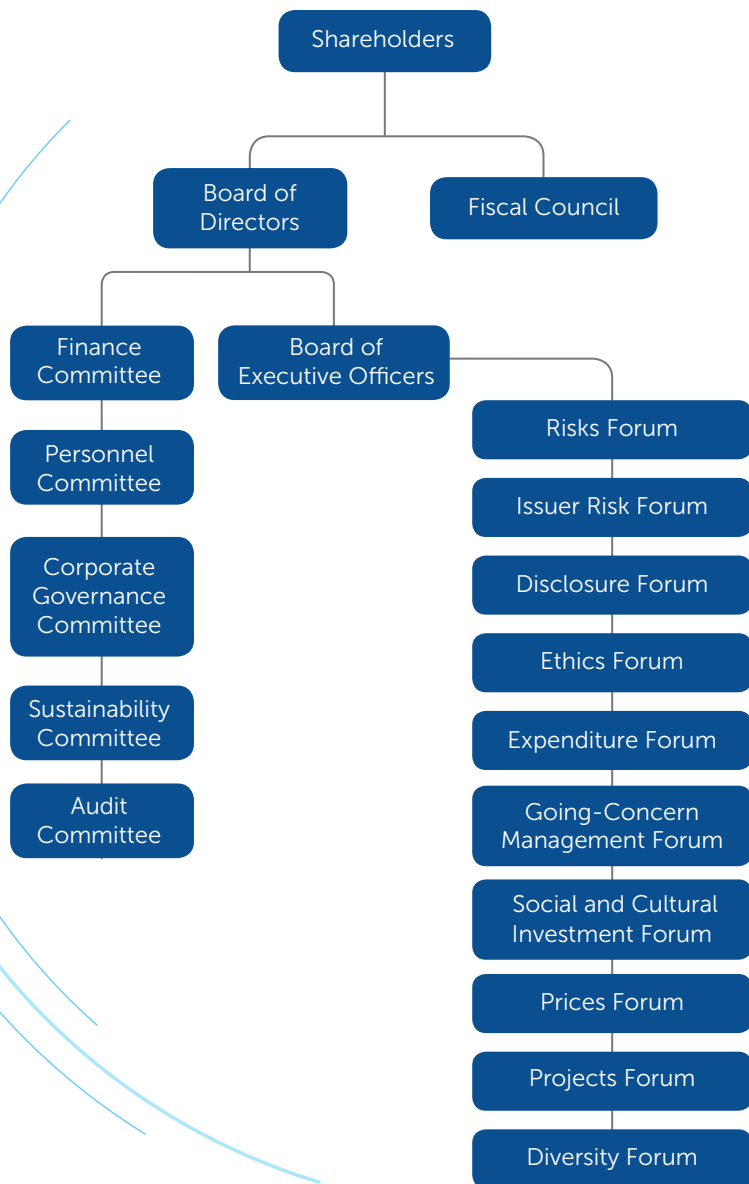 Shareholders
Board of
Directors
Fiscal Council
Finance
Committee
Board of
Executive Officers
Personnel
Committee
Corporate
Governance
Committee
Sustainability
Committee
Audit
Committee
Risks Forum
Issuer Risk Forum
Disclosure Forum
Ethics Forum
Expenditure Forum
Going-Concern
Management Forum
Social and Cultural
Investment Forum
Prices Forum
Projects Forum
Diversity Forum